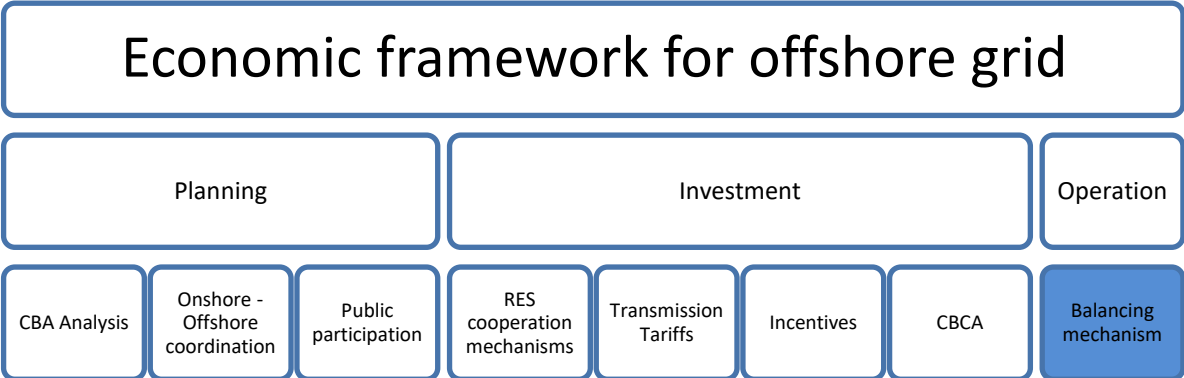 Economic framework for offshore grid
Planning
Investment
Operation
CBA Analysis
Onshore -
Offshore
coordination
Public
participation
RES
cooperation
mechanisms
Transmission
Tariffs
Incentives
CBCA
Balancing
mechanism